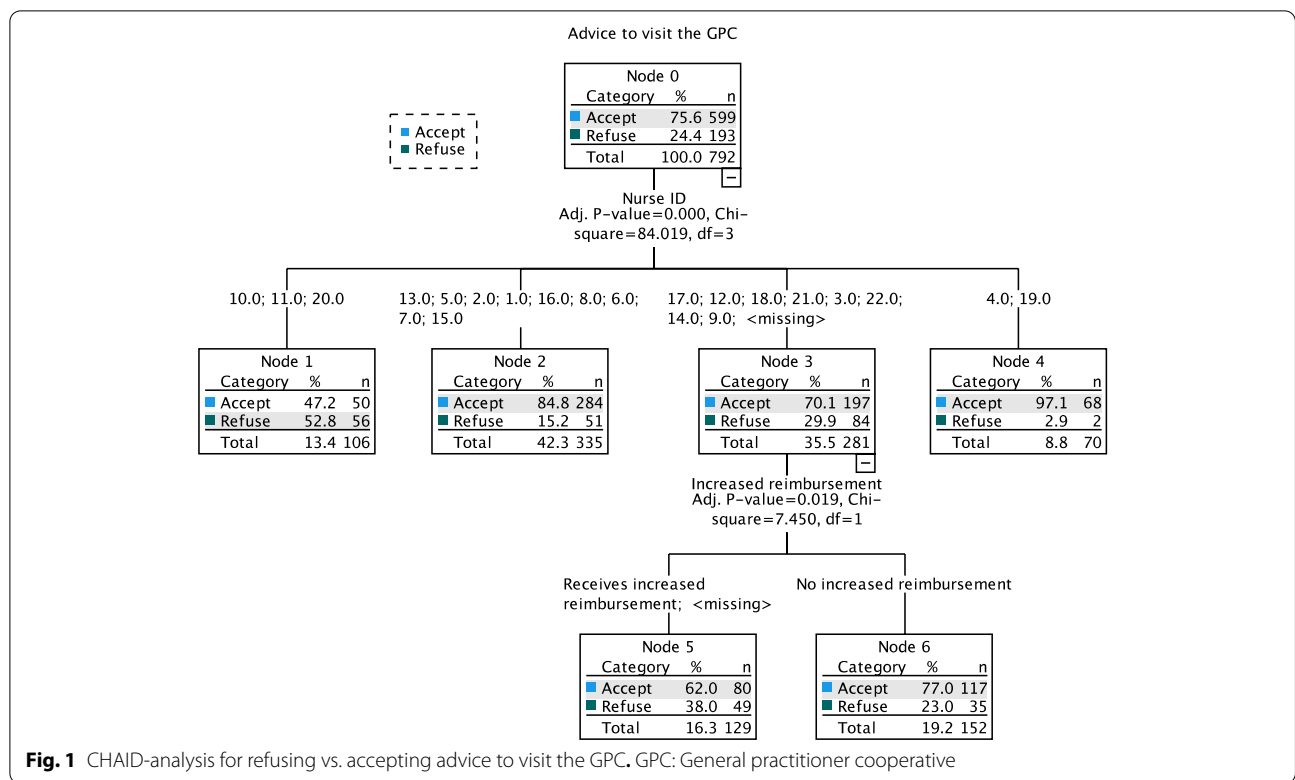 Advice to visit the GPC
Node 0
Category % n
Accept 75.6 599
Refuse 24.4 193
Total 100.0 792
Accept
Refuse
Nurse ID
Adj. P-value=0.000, Chi-
square=84.019, df=3
10.0; 11.0; 20.0
13.0; 5.0; 2.0; 1.0; 16.0; 8.0; 6.0;
7.0; 15.0
17.0; 12.0; 18.0; 21.0; 3.0; 22.0;
14.0; 9.0; <missing>
4.0; 19.0
Node 1
Category % n
Accept 47.2 50
Refuse 52.8 56
Total 13.4 106
Node 2
Category % n
Accept 84.8 284
Refuse 15.2 51
Total 42.3 335
Node 3
Category % n
Accept 70.1 197
Refuse 29.9 84
Total 35.5 281
Node 4
Category % n
Accept 97.1 68
Refuse 2.9 2
Total 8.8 70
Increased reimbursement
Adj. P-value=0.019, Chi-
square=7.450, df=1
Receives increased
reimbursement; <missing>
No increased reimbursement
Node 5
Category % n
Accept 62.0 80
Refuse 38.0 49
Total 16.3 129
Node 6
Category % n
Accept 77.0 117
Refuse 23.0 35
Total 19.2 152
Fig. 1 CHAID-analysis for refusing vs. accepting advice to visit the GPC. GPC: General practitioner cooperative